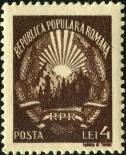 REPUBLICA POPULARA ROMANA
RPR
POSTA LEI 4